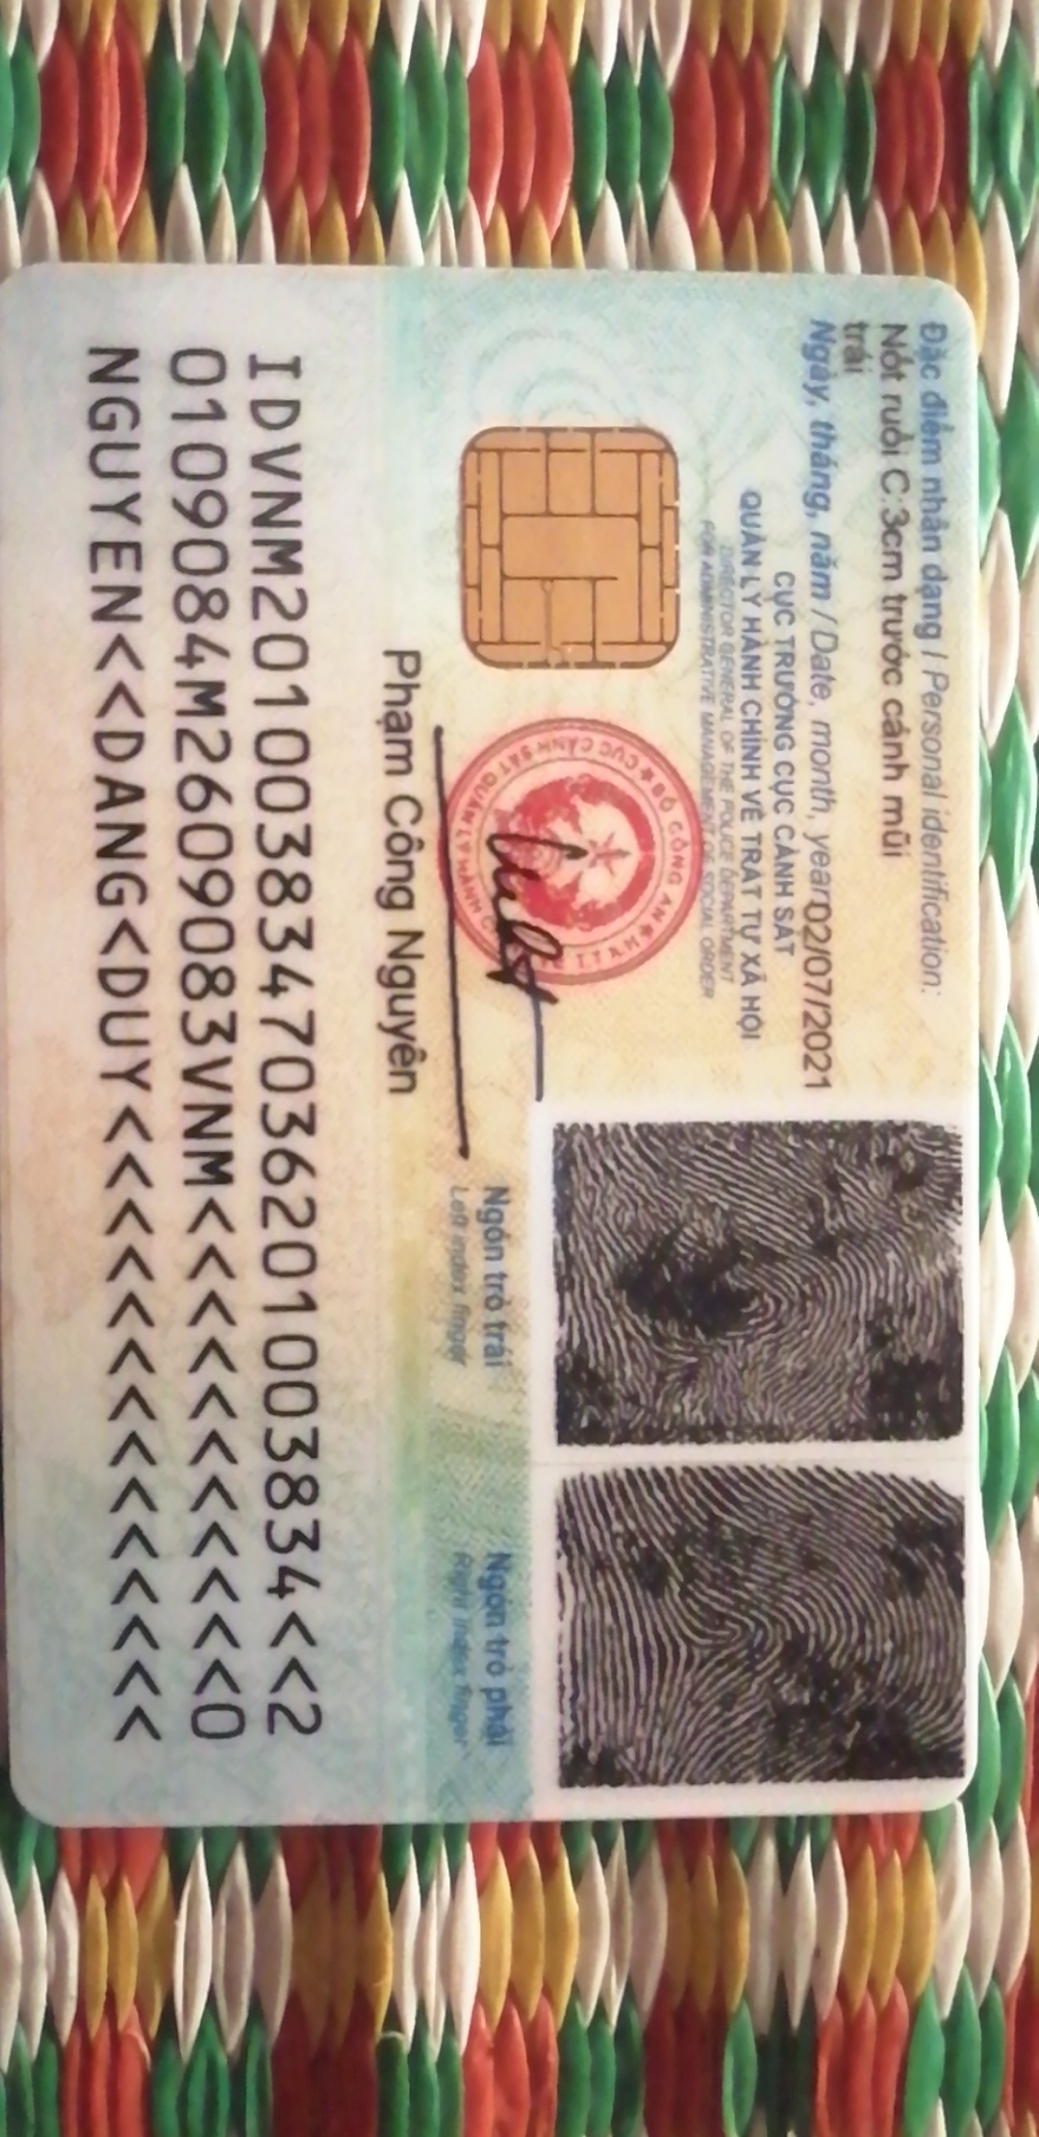 Đặc điểm nhân dạng / Personal identification:
Nốt ruồi C:3cm trước cánh mũi
trái
Ngày, tháng, năm / Date, month, year:02/07/2021
CỤC TRƯỞNG CỤC CẢNH SÁT
QUẢN LÝ HÀNH CHÍNH VỀ TRẬT TỰ XÃ HỘI
DIRECTOR GENERAL OF THE POLICE DEPARTMENT
FOR ADMINISTRATIVE MANAGEMENT OF SOCIAL ORDER
BỘ CÔNG AN
CỤC CẢNH SÁT QUẢN LÝ HÀNH
Phạm Công Nguyên
Ngón trỏ trái
Left index finger
Ngón trỏ phải
Right index finger
IDVNM2010038347036201003834<<2
0109084M2609083VNM<<<<<<<<<<<0
NGUYEN<<DANG<DUY<<<<<<<<<<<<<<